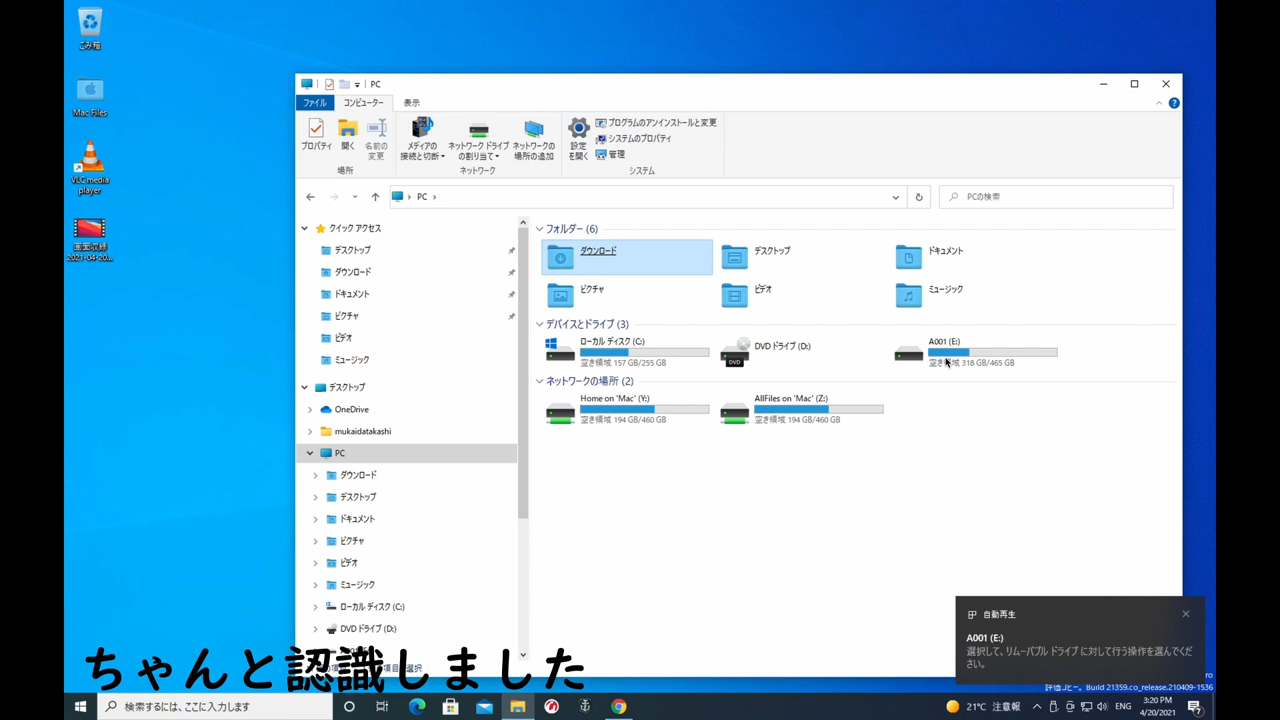 ごみ箱
Mac Files
VLC media
player
画面収録
2021-04-20...
PC
ファイル
コンピューター
表示
プロパティ
開く
名前の
変更
場所
メディアの
接続と切断
ネットワーク ドライブ
の割り当て
ネットワークの
場所の追加
ネットワーク
設定
を開く
プログラムのアンインストールと変更
システムのプロパティ
管理
システム
PC
PCの検索
クイック アクセス
デスクトップ
ダウンロード
ドキュメント
ピクチャ
ビデオ
ミュージック
デスクトップ
OneDrive
mukaidatakashi
PC
ダウンロード
デスクトップ
ドキュメント
ピクチャ
ビデオ
ミュージック
ローカル ディスク (C:)
DVD ドライブ (D:)
フォルダー (6)
ダウンロード
デスクトップ
ドキュメント
ピクチャ
ビデオ
ミュージック
デバイスとドライブ (3)
ローカル ディスク (C:)
空き領域 157 GB/255 GB
DVD ドライブ (D:)
DVD
A001 (E:)
空き領域 318 GB/465 GB
ネットワークの場所 (2)
Home on 'Mac' (Y:)
空き領域 194 GB/460 GB
AllFiles on 'Mac' (Z:)
空き領域 194 GB/460 GB
自動再生
A001 (E:)
選択して、リムーバブル ドライブ に対して行う操作を選んでくだ
さい。
ちゃんと認識しました
評価コピー。 Build 21359.co_release.210409-1536
検索するには、ここに入力します
21°C 注意報
ENG
3:20 PM
4/20/2021
7